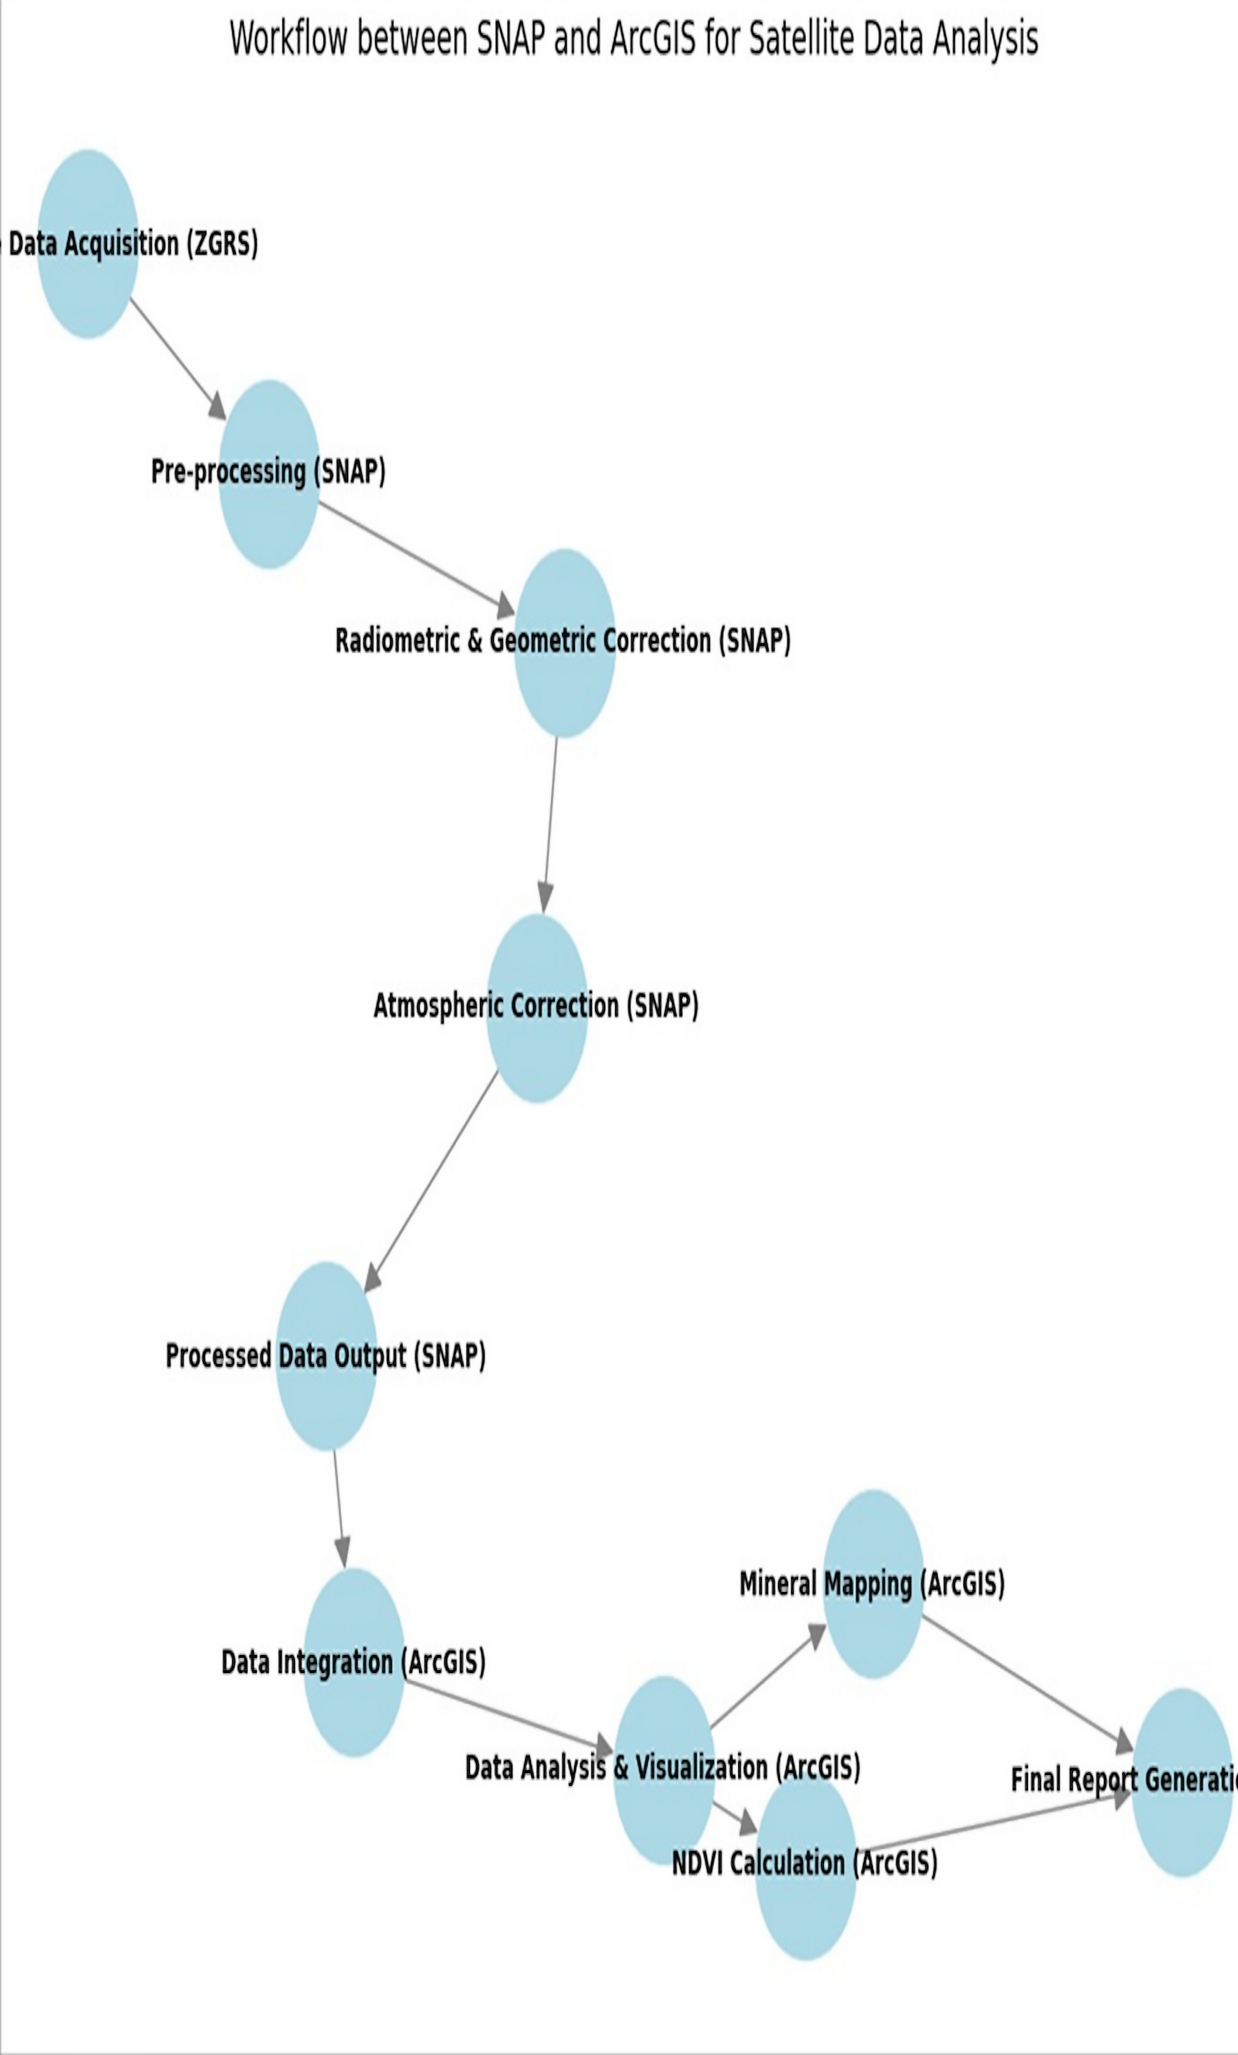 Workflow between SNAP and ArcGIS for Satellite Data Analysis
Data Acquisition (ZGRS)
Pre-processing (SNAP)
Radiometric & Geometric Correction (SNAP)
Atmospheric Correction (SNAP)
Processed Data Output (SNAP)
Mineral Mapping (ArcGIS)
Data Integration (ArcGIS)
Data Analysis & Visualization (ArcGIS)
Final Report
NDVI Calculation (ArcGIS)